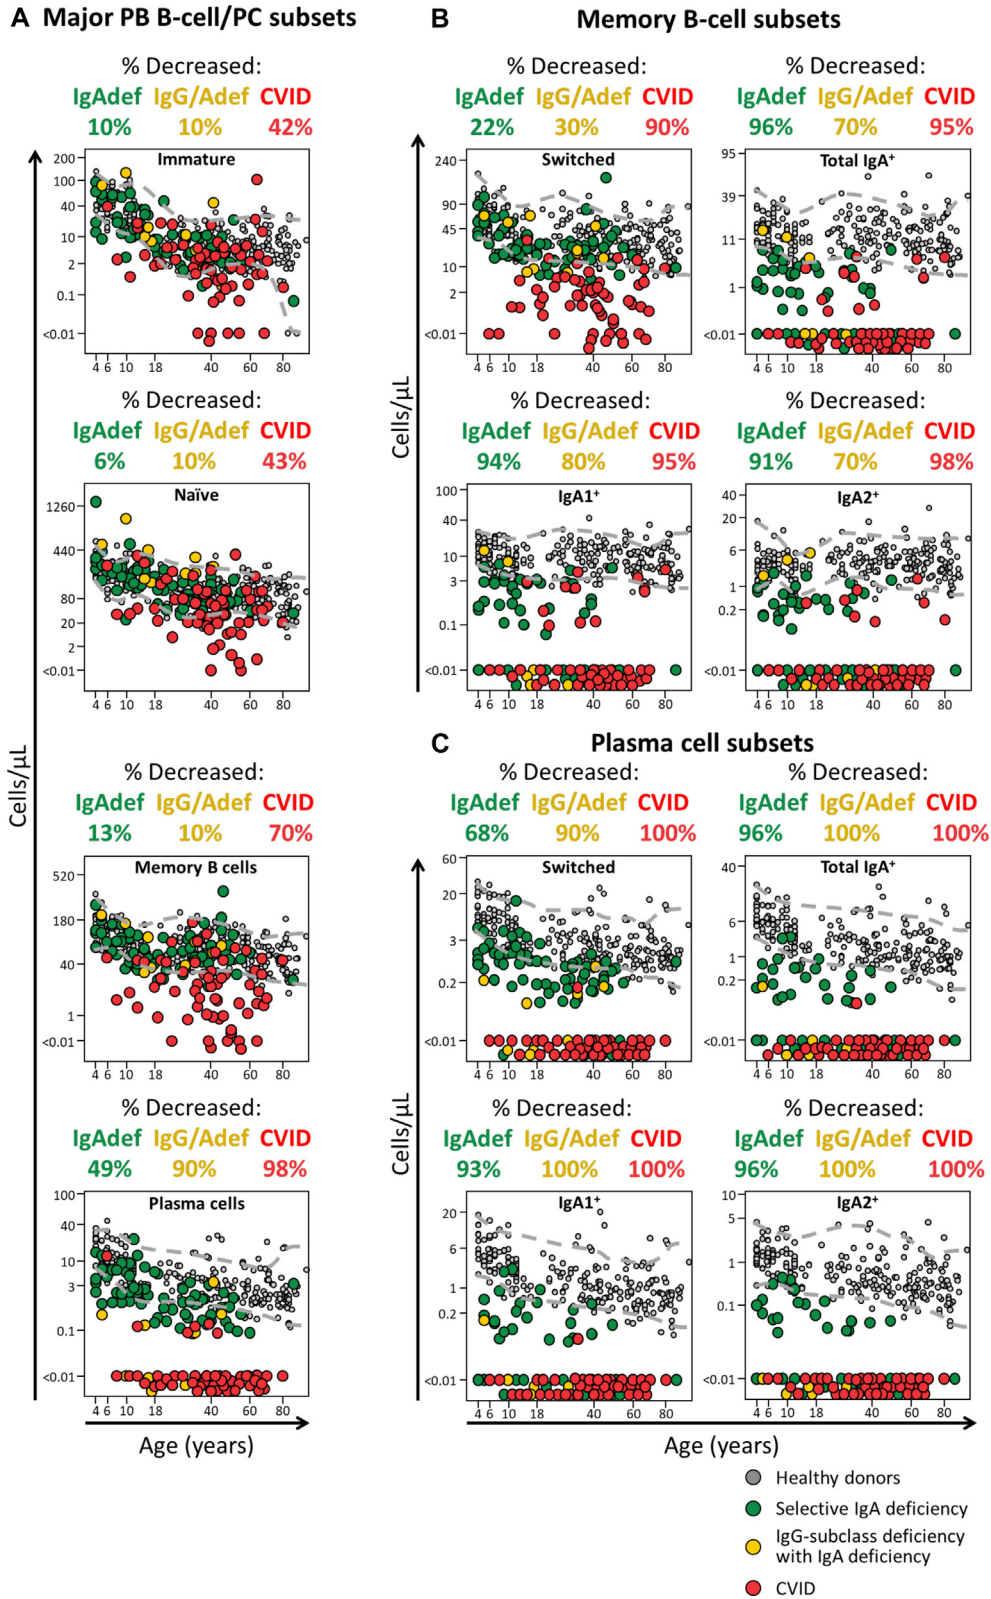 A Major PB B-cell/PC subsets
% Decreased:
IgAdef IgG/Adef CVID
10% 10% 42%
Immature
200
100
40
10
2
0.1
<0.01
4 6 10 18 40 60 80
% Decreased:
IgAdef IgG/Adef CVID
6% 10% 43%
Naïve
1260
440
80
20
2
<0.01
4 6 10 18 40 60 80
% Decreased:
IgAdef IgG/Adef CVID
13% 10% 70%
Memory B cells
520
180
40
1
<0.01
4 6 10 18 40 60 80
% Decreased:
IgAdef IgG/Adef CVID
49% 90% 98%
Plasma cells
100
40
10
3
0.1
<0.01
4 6 10 18 40 60 80
Cells/µL
Age (years)
B Memory B-cell subsets
% Decreased:
IgAdef IgG/Adef CVID
22% 30% 90%
Switched
240
90
45
10
2
<0.01
4 6 10 18 40 60 80
% Decreased:
IgAdef IgG/Adef CVID
96% 70% 95%
Total IgA+
95
39
11
1
<0.01
4 6 10 18 40 60 80
% Decreased:
IgAdef IgG/Adef CVID
94% 80% 95%
IgA1+
100
40
10
3
0.1
<0.01
4 6 10 18 40 60 80
% Decreased:
IgAdef IgG/Adef CVID
91% 70% 98%
IgA2+
40
20
6
1
0.2
<0.01
4 6 10 18 40 60 80
Cells/µL
C Plasma cell subsets
% Decreased:
IgAdef IgG/Adef CVID
68% 90% 100%
Switched
60
20
3
0.2
<0.01
4 6 10 18 40 60 80
% Decreased:
IgAdef IgG/Adef CVID
96% 100% 100%
Total IgA+
40
6
1
0.2
<0.01
4 6 10 18 40 60 80
% Decreased:
IgAdef IgG/Adef CVID
93% 100% 100%
IgA1+
20
6
1
0.2
<0.01
4 6 10 18 40 60 80
% Decreased:
IgAdef IgG/Adef CVID
96% 100% 100%
IgA2+
10
5
1
0.1
<0.01
4 6 10 18 40 60 80
Cells/µL
Age (years)
Healthy donors
Selective IgA deficiency
IgG-subclass deficiency
with IgA deficiency
CVID